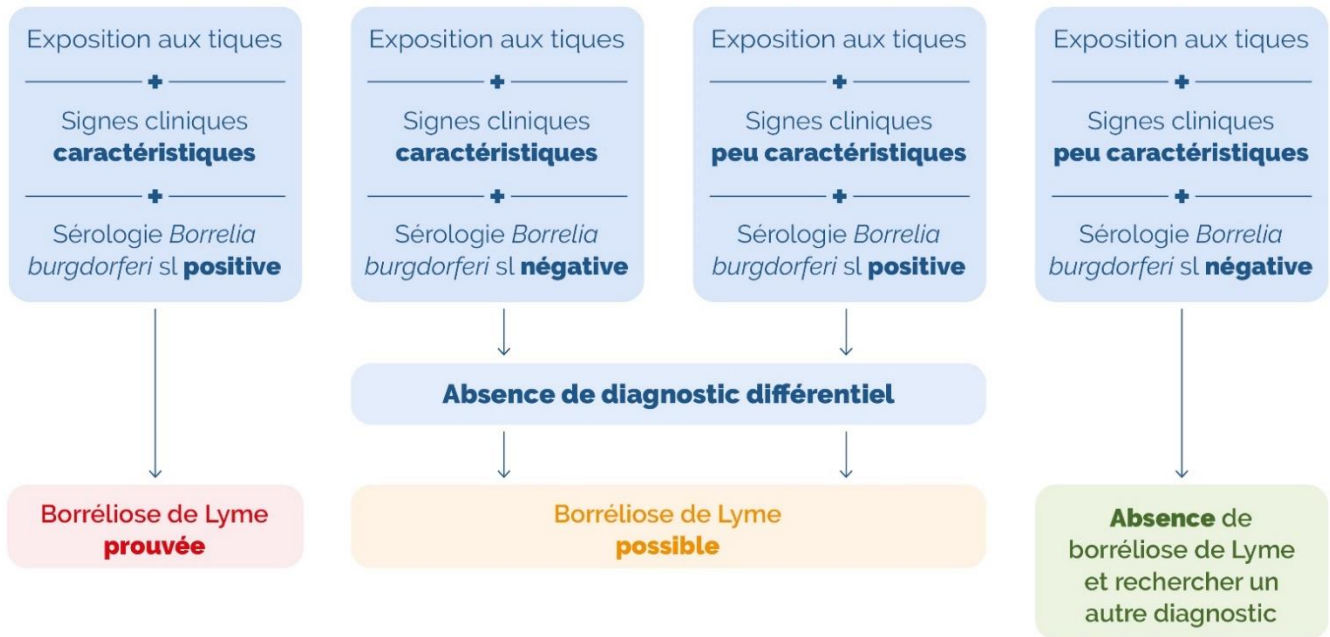 Exposition aux tiques
+
Signes cliniques
caractéristiques
+
Sérologie Borrelia
burgdorferi sl positive
Exposition aux tiques
+
Signes cliniques
caractéristiques
+
Sérologie Borrelia
burgdorferi sl négative
Exposition aux tiques
+
Signes cliniques
peu caractéristiques
+
Sérologie Borrelia
burgdorferi sl positive
Exposition aux tiques
+
Signes cliniques
peu caractéristiques
+
Sérologie Borrelia
burgdorferi sl négative
Absence de diagnostic différentiel
Borréliose de Lyme
prouvée
Borréliose de Lyme
possible
Absence de
borréliose de Lyme
et rechercher un
autre diagnostic